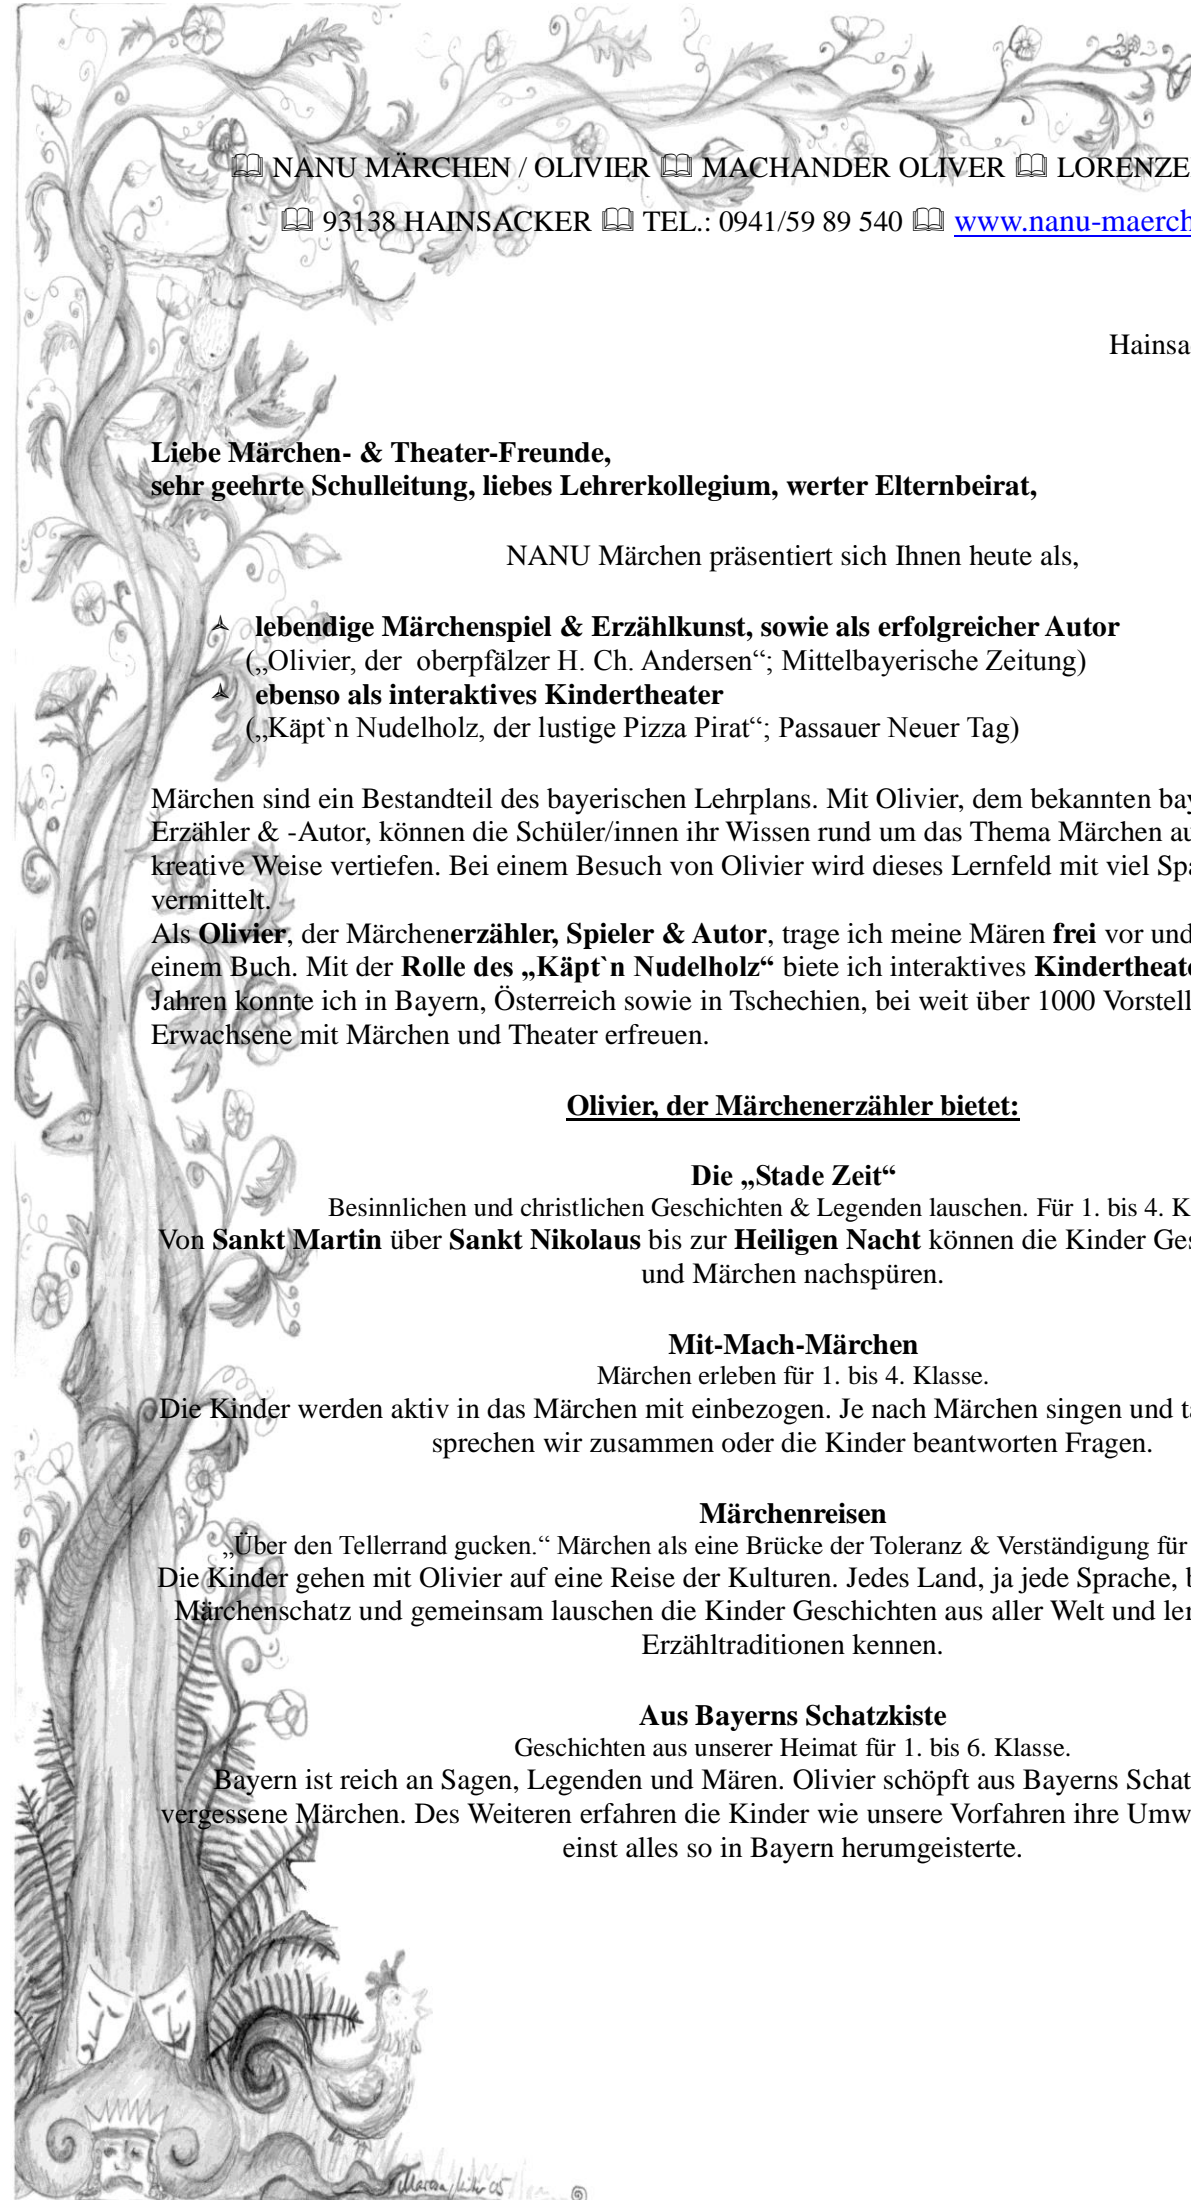 NANU MÄRCHEN / OLIVIER 🕮 MACHANDER OLIVER 🕮
🕮 93138 HAINSACKER 🕮 TEL.: 0941/59 89 540 🕮
Liebe Märchen- & Theater-Freunde,
sehr geehrte Schulleitung, liebes Lehrerkollegium, werter Elternbeirat,
NANU Märchen präsentiert sich Ihnen heute als,
lebendige Märchenspiel & Erzählkunst, sowie als erfolgreicher Autor
(„Olivier, der oberpfälzer H. Ch. Andersen“; Mittelbayerische Zeitung)
ebenso als interaktives Kindertheater
(„Käpt`n Nudelholz, der lustige Pizza Pirat“; Passauer Neuer Tag)
Märchen sind ein Bestandteil des bayerischen Lehrplans. Mit Olivier, dem bekannten
Erzähler & -Autor, können die Schüler/innen ihr Wissen rund um das Thema Märchen
kreative Weise vertiefen. Bei einem Besuch von Olivier wird dieses Lernfeld mit viel
vermittelt.
Als Olivier, der Märchenerzähler, Spieler & Autor, trage ich meine Mären frei vor und
einem Buch. Mit der Rolle des „Käpt`n Nudelholz“ biete ich interaktives
Jahren konnte ich in Bayern, Österreich sowie in Tschechien, bei weit über 1000
Erwachsene mit Märchen und Theater erfreuen.
Olivier, der Märchenerzähler bietet:
Die „Stade Zeit“
Besinnlichen und christlichen Geschichten & Legenden lauschen. Für 1. bis 4.
Von Sankt Martin über Sankt Nikolaus bis zur Heiligen Nacht können die Kinder
und Märchen nachspüren.
Mit-Mach-Märchen
Märchen erleben für 1. bis 4. Klasse.
Die Kinder werden aktiv in das Märchen mit einbezogen. Je nach Märchen singen und
sprechen wir zusammen oder die Kinder beantworten Fragen.
Märchenreisen
„Über den Tellerrand gucken.“ Märchen als eine Brücke der Toleranz & Verständigung für
Die Kinder gehen mit Olivier auf eine Reise der Kulturen. Jedes Land, ja jede Sprache,
Märchenschatz und gemeinsam lauschen die Kinder Geschichten aus aller Welt und
Erzähltraditionen kennen.
Aus Bayerns Schatzkiste
Geschichten aus unserer Heimat für 1. bis 6. Klasse.
Bayern ist reich an Sagen, Legenden und Mären. Olivier schöpft aus Bayerns
vergessene Märchen. Des Weiteren erfahren die Kinder wie unsere Vorfahren ihre
einst alles so in Bayern herumgeisterte.